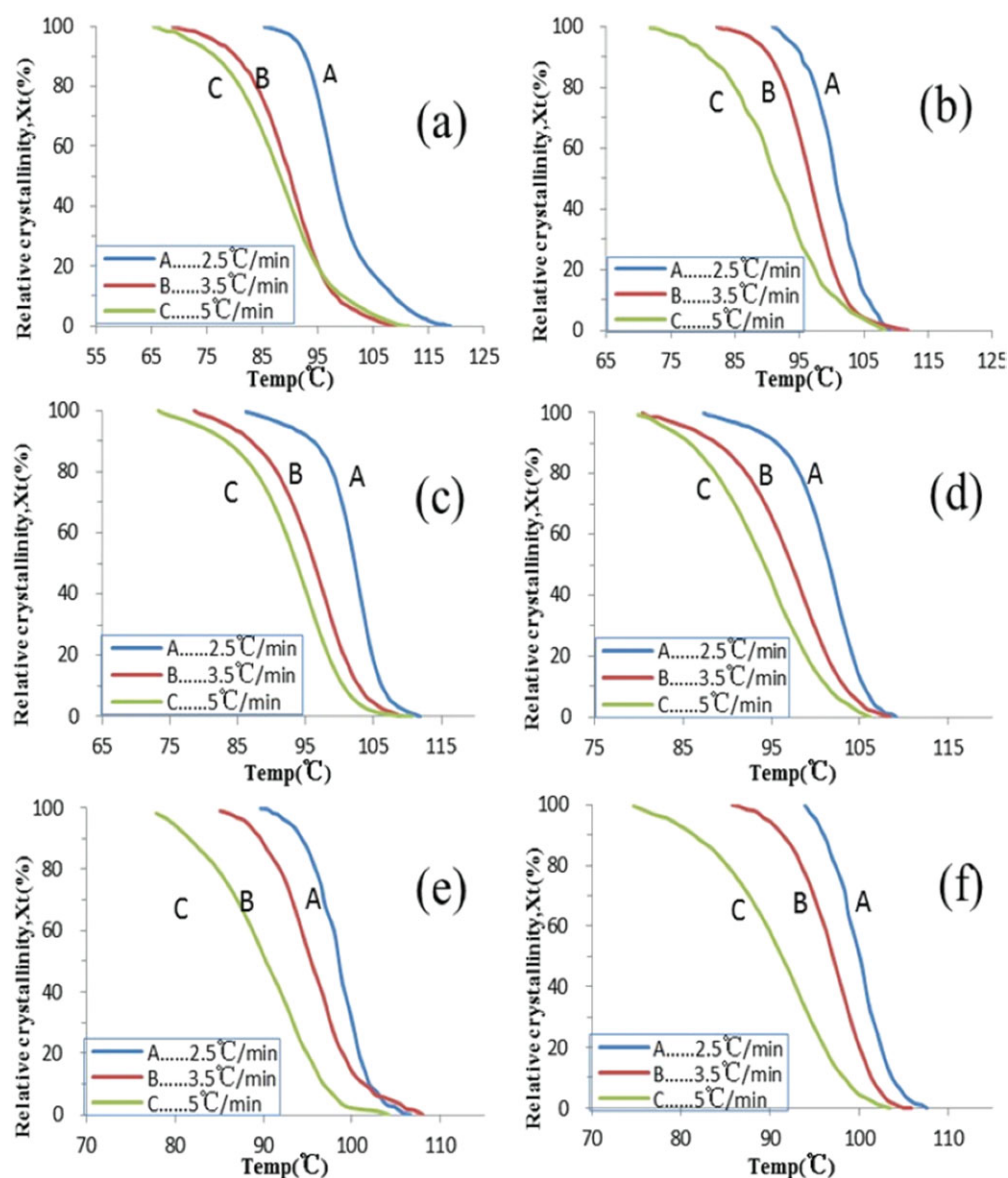 100
80
60
40
20
0
Relative crystallinity,Xt(%)
A
B
C
(a)
A......2.5℃/min
B......3.5℃/min
C......5℃/min
55 65 75 85 95 105 115 125
Temp(℃)
100
80
60
40
20
0
Relative crystallinity,Xt(%)
A
B
C
(b)
A......2.5℃/min
B......3.5℃/min
C......5℃/min
65 75 85 95 105 115 125
Temp(℃)
100
80
60
40
20
0
Relative crystallinity,Xt(%)
A
B
C
(c)
A......2.5℃/min
B......3.5℃/min
C......5℃/min
65 75 85 95 105 115
Temp(℃)
100
80
60
40
20
0
Relative crystallinity,Xt(%)
A
B
C
(d)
A......2.5℃/min
B......3.5℃/min
C......5℃/min
75 85 95 105 115
Temp(℃)
100
80
60
40
20
0
Relative crystallinity,Xt(%)
A
B
C
(e)
A......2.5℃/min
B......3.5℃/min
C......5℃/min
70 80 90 100 110
Temp(℃)
100
80
60
40
20
0
Relative crystallinity,Xt(%)
A
B
C
(f)
A......2.5℃/min
B......3.5℃/min
C......5℃/min
70 80 90 100 110
Temp(℃)